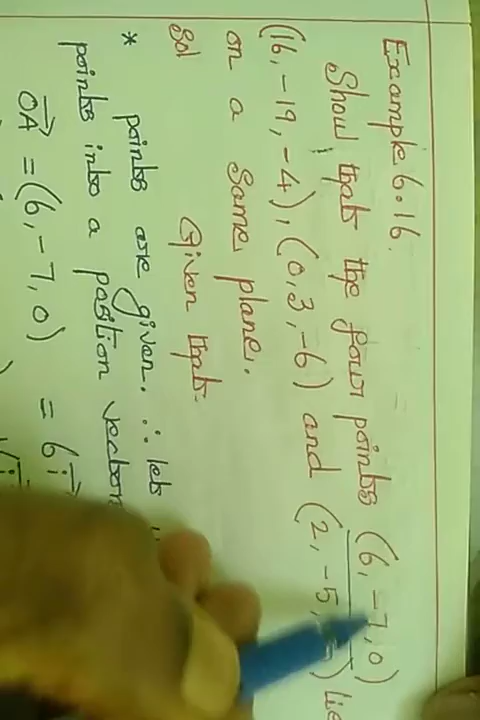 Example 6.16.
Show that the four points (6, -7, 0)
(16, -19, -4), (0, 3, -6) and (2, -5, ) lie
on a same plane.
Sol Given that
* points are given. ∴ lets
points into a position vector
OA = (6, -7, 0) = 6i